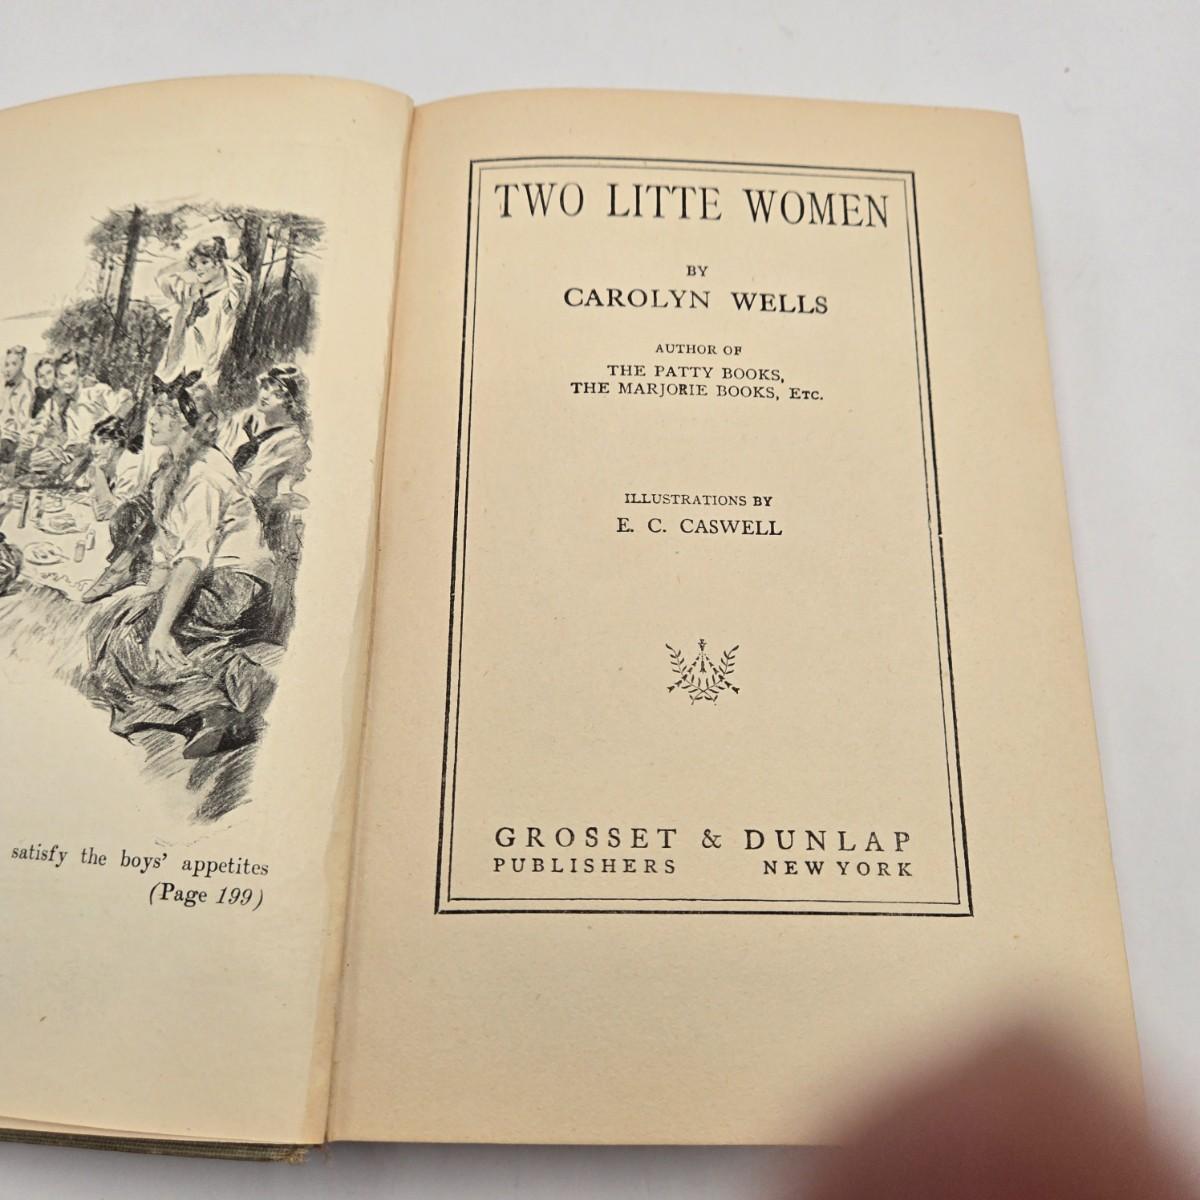 satisfy the boys' appetites
(Page 199)
TWO LITTE WOMEN
BY
CAROLYN WELLS
AUTHOR OF
THE PATTY BOOKS,
THE MARJORIE BOOKS, ETC.
ILLUSTRATIONS BY
E. C. CASWELL
GROSSET & DUNLAP
PUBLISHERS NEW YORK